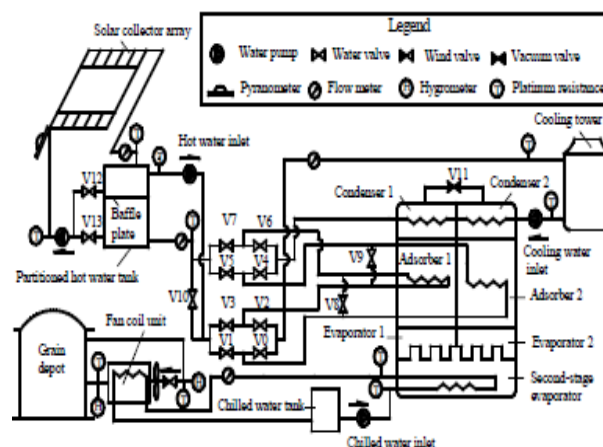 Solar collector array
Legend
Water pump
Water valve
Wind valve
Vacuum valve
Pyranometer
Flow meter
Hygrometer
Platinum resistance
T
Hot water inlet
T
Cooling tower
V12
Baffle
plate
V13
T
T
T
Partitioned hot water tank
V10
V7
V6
V5
V4
V3
V2
V1
V0
Condenser 1
V11
Condenser 2
T
Cooling water
inlet
V9
Adsorber 1
V8
Adsorber 2
Evaporator 1
Evaporator 2
Second-stage
evaporator
Fan coil unit
Grain
depot
T
H
H
T
T
T
Chilled water tank
Chilled water inlet